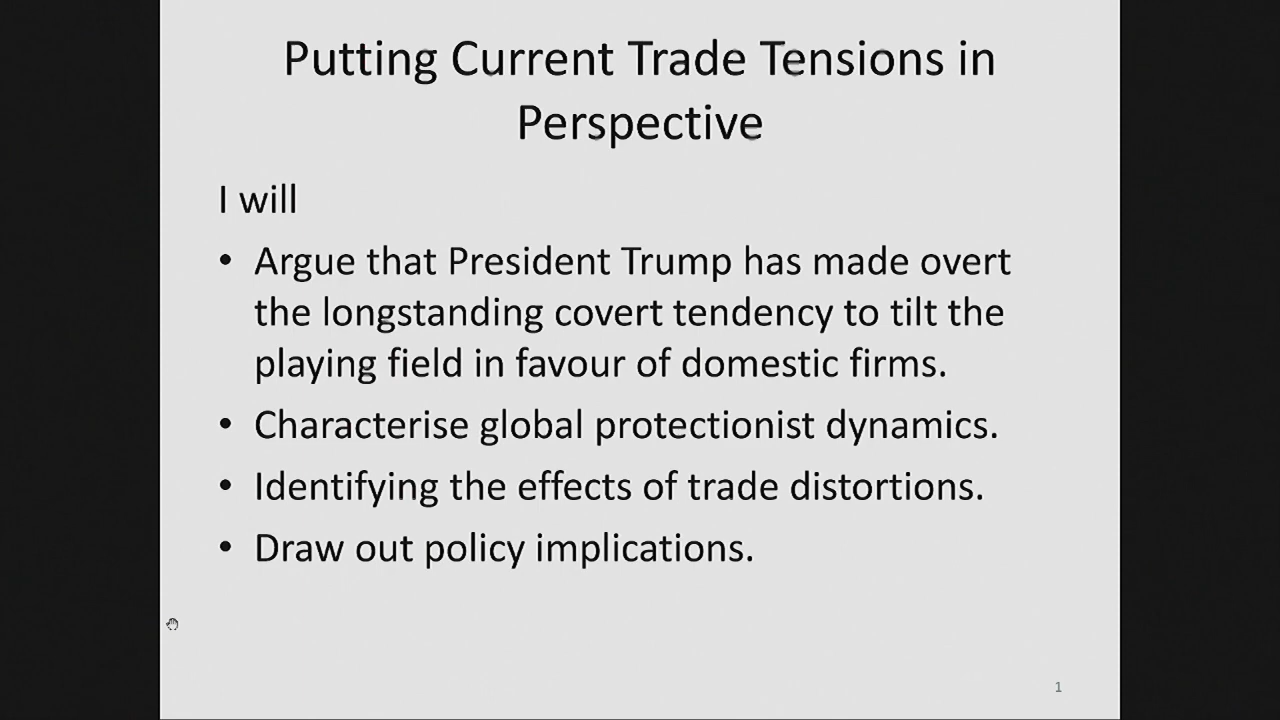 Putting Current Trade Tensions in
Perspective
I will
• Argue that President Trump has made overt
the longstanding covert tendency to tilt the
playing field in favour of domestic firms.
• Characterise global protectionist dynamics.
• Identifying the effects of trade distortions.
• Draw out policy implications.
1